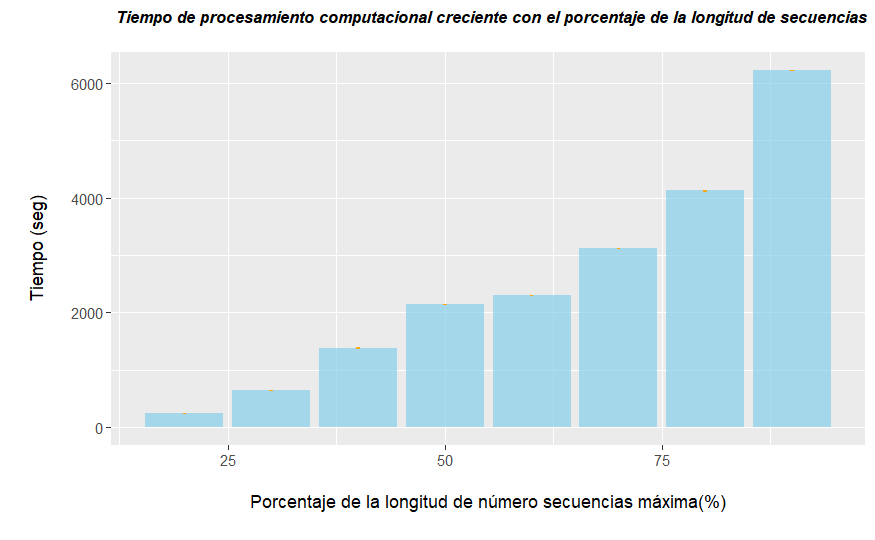 Tiempo de procesamiento computacional creciente con el porcentaje de la longitud de secuencias
6000
4000
2000
0
Tiempo (seg)
25 50 75
Porcentaje de la longitud de número secuencias máxima(%)